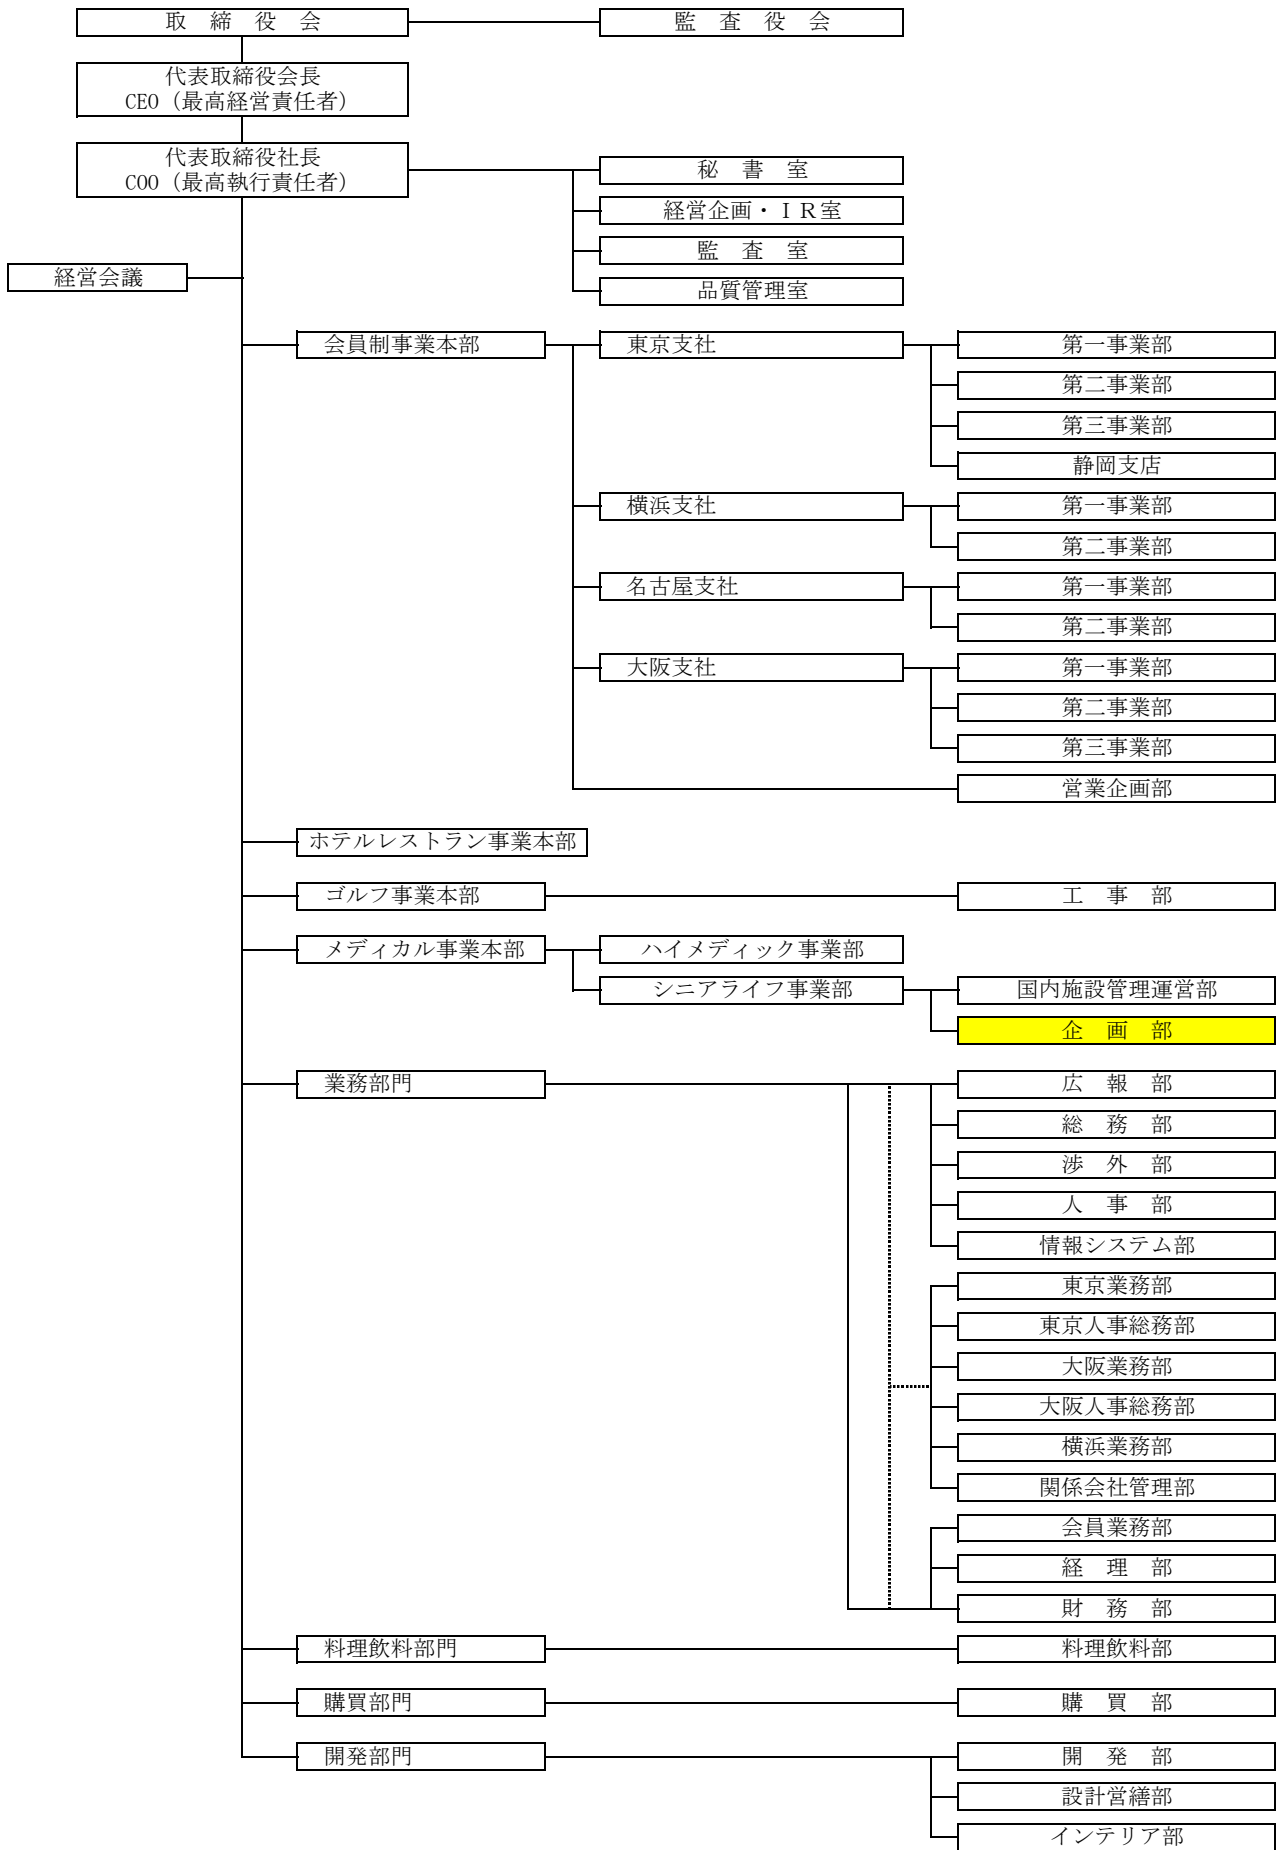 取　締　役　会
監　査　役　会
代表取締役会長
CEO（最高経営責任者）
代表取締役社長
COO（最高執行責任者）
秘　書　室
経営企画・ＩＲ室
監　査　室
経営会議
品質管理室
会員制事業本部
東京支社
第一事業部
第二事業部
第三事業部
静岡支店
横浜支社
第一事業部
第二事業部
名古屋支社
第一事業部
第二事業部
大阪支社
第一事業部
第二事業部
第三事業部
営業企画部
ホテルレストラン事業本部
ゴルフ事業本部
工　事　部
メディカル事業本部
ハイメディック事業部
シニアライフ事業部
国内施設管理運営部
企　画　部
業務部門
広　報　部
総　務　部
渉　外　部
人　事　部
情報システム部
東京業務部
東京人事総務部
大阪業務部
大阪人事総務部
横浜業務部
関係会社管理部
会員業務部
経　理　部
財　務　部
料理飲料部門
料理飲料部
購買部門
購　買　部
開発部門
開　発　部
設計営繕部
インテリア部